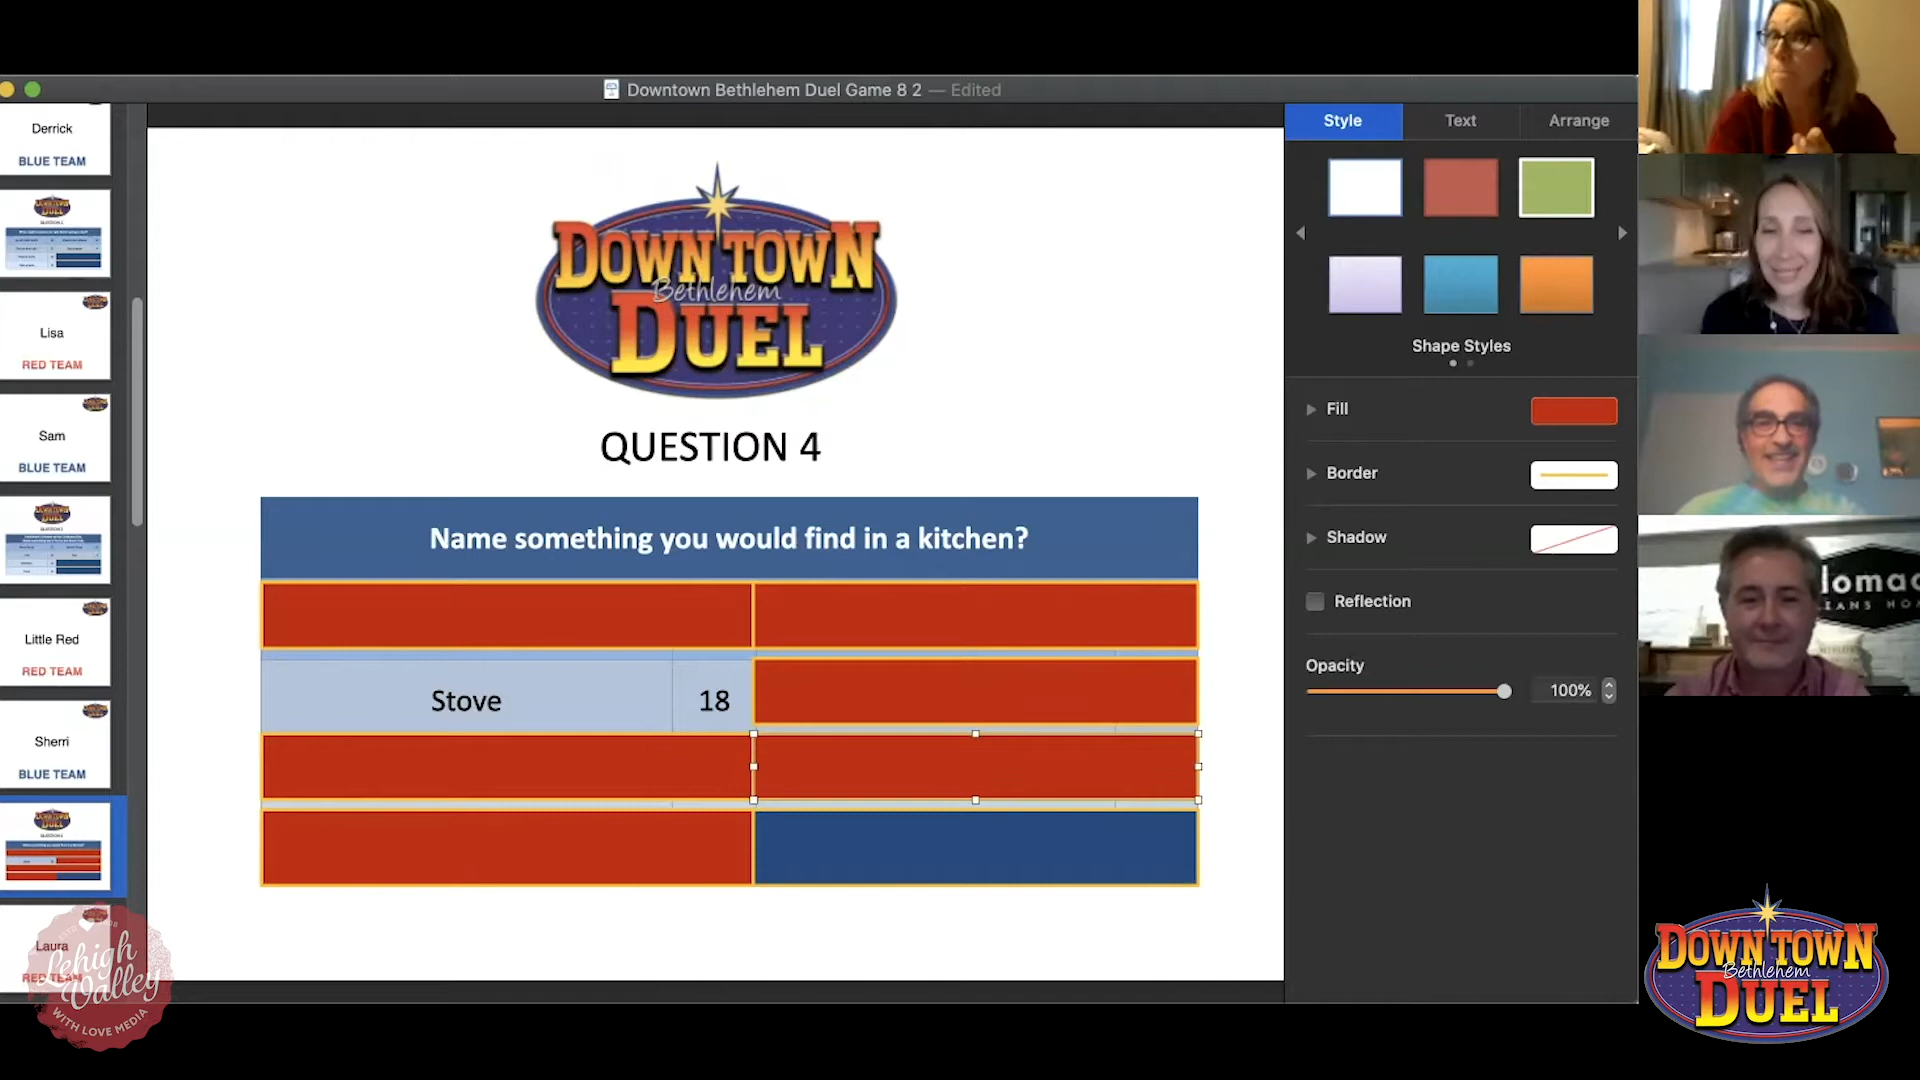 Downtown Bethlehem Duel Game 8 2 — Edited
Derrick
BLUE TEAM
Lisa
RED TEAM
Sam
BLUE TEAM
Little Red
RED TEAM
Sherri
BLUE TEAM
Laura
RED TEAM
DOWNTOWN
Bethlehem
DUEL
QUESTION 4
Name something you would find in a kitchen?
Stove 18
Style Text Arrange
Shape Styles
Fill
Border
Shadow
Reflection
Opacity
100%
Lehigh
Valley
WITH LOVE MEDIA
DOWNTOWN
Bethlehem
DUEL